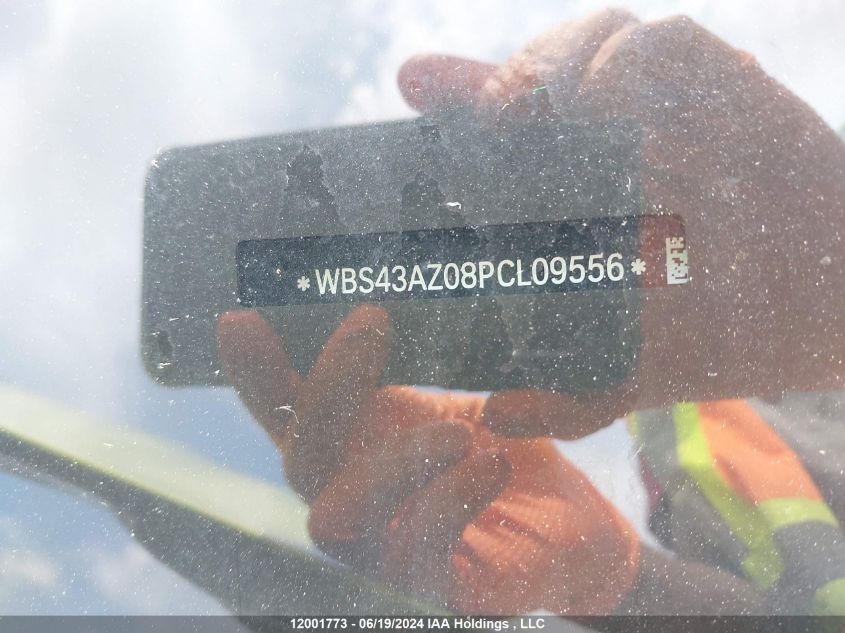 *WBS43AZ08PCL09556*
12001773 - 06/19/2024 IAA Holdings , LLC